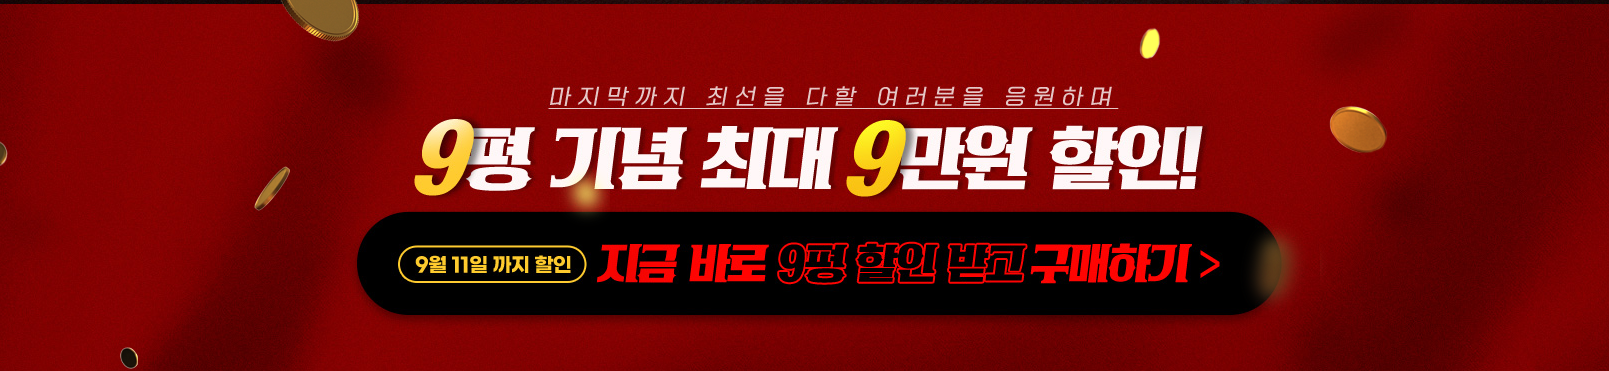 마지막까지 최선을 다할 여러분을 응원하며
9평 기념 최대 9만원 할인!
9월 11일 까지 할인 지금 바로 9평 할인 받고 구매하기 >